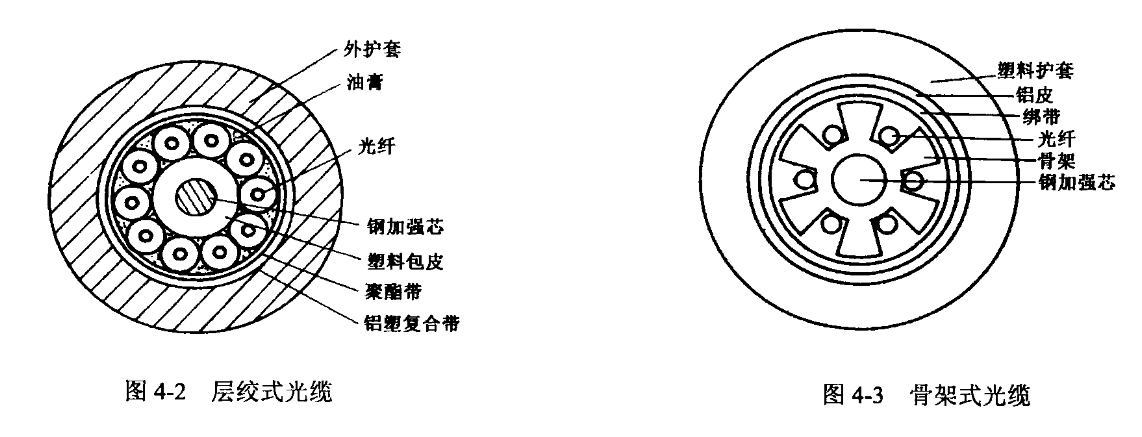 外护套
油膏
光纤
钢加强芯
塑料包皮
聚酯带
铝塑复合带
图 4-2 层绞式光缆
塑料护套
铝皮
绑带
光纤
骨架
钢加强芯
图 4-3 骨架式光缆